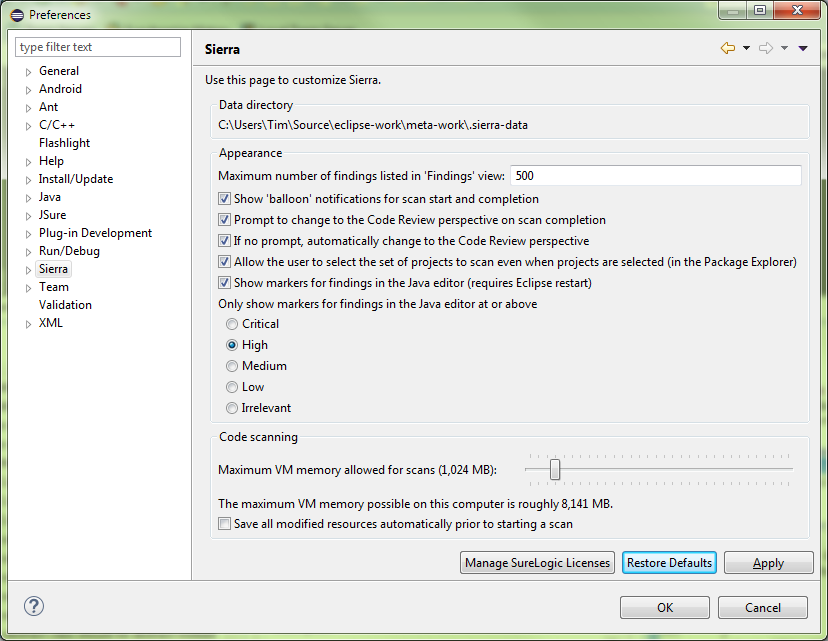 Preferences
type filter text
General
Android
Ant
C/C++
Flashlight
Help
Install/Update
Java
JSure
Plug-in Development
Run/Debug
Sierra
Team
Validation
XML
Sierra
Use this page to customize Sierra.
Data directory
C:\Users\Tim\Source\eclipse-work\meta-work\.sierra-data
Appearance
Maximum number of findings listed in 'Findings' view: 500
Show 'balloon' notifications for scan start and completion
Prompt to change to the Code Review perspective on scan completion
If no prompt, automatically change to the Code Review perspective
Allow the user to select the set of projects to scan even when projects are selected (in the Package Explorer)
Show markers for findings in the Java editor (requires Eclipse restart)
Only show markers for findings in the Java editor at or above
Critical
High
Medium
Low
Irrelevant
Code scanning
Maximum VM memory allowed for scans (1,024 MB):
The maximum VM memory possible on this computer is roughly 8,141 MB.
Save all modified resources automatically prior to starting a scan
Manage SureLogic Licenses Restore Defaults Apply
? OK Cancel